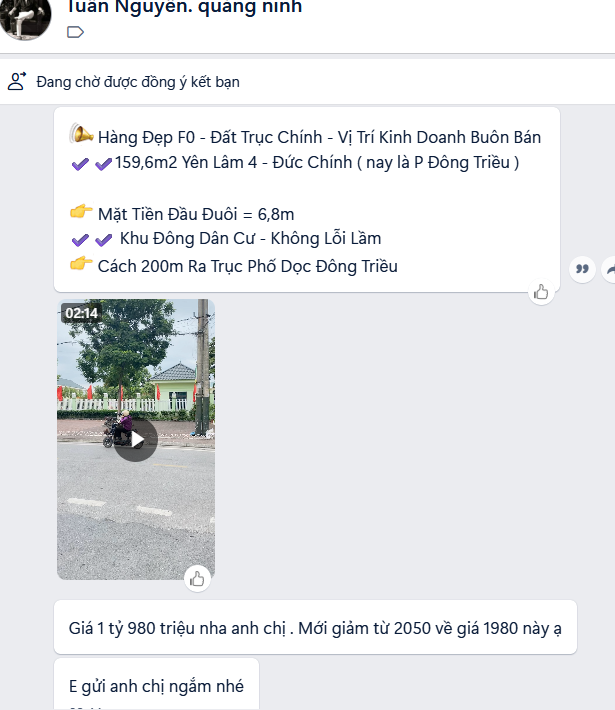 Tuấn Nguyễn. quảng ninh
Đang chờ được đồng ý kết bạn
Hàng Đẹp F0 - Đất Trục Chính - Vị Trí Kinh Doanh Buôn Bán
159,6m2 Yên Lâm 4 - Đức Chính ( nay là P Đông Triều )
Mặt Tiền Đầu Đuôi = 6,8m
Khu Đông Dân Cư - Không Lỗi Lầm
Cách 200m Ra Trục Phố Dọc Đông Triều
02:14
Giá 1 tỷ 980 triệu nha anh chị . Mới giảm từ 2050 về giá 1980 này ạ
E gửi anh chị ngắm nhé